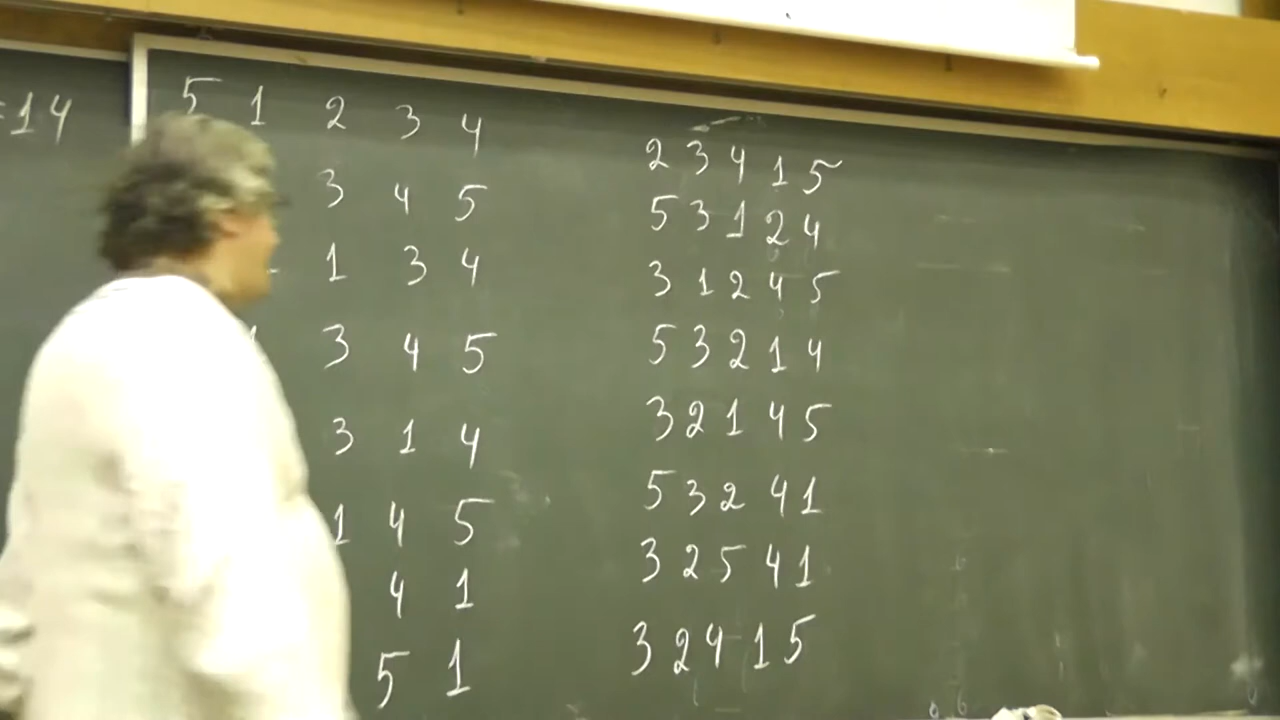 =14
5 1 2 3 4
3 4 5
1 3 4
3 4 5
3 1 4
1 4 5
4 1
5 1
2 3 4 1 5
5 3 1 2 4
3 1 2 4 5
5 3 2 1 4
3 2 1 4 5
5 3 2 4 1
3 2 5 4 1
3 2 4 1 5